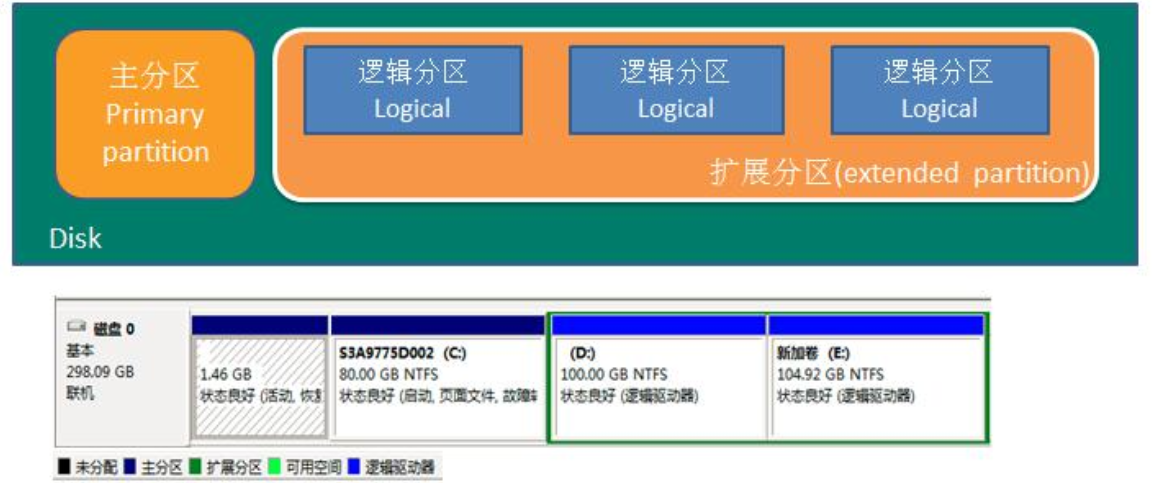 主分区
Primary
partition
逻辑分区
Logical
逻辑分区
Logical
逻辑分区
Logical
扩展分区(extended partition)
Disk
磁盘 0
基本
298.09 GB
联机
1.46 GB
状态良好 (活动, 恢复
S3A9775D002 (C:)
80.00 GB NTFS
状态良好 (启动, 页面文件, 故障转
(D:)
100.00 GB NTFS
状态良好 (逻辑驱动器)
新加卷 (E:)
104.92 GB NTFS
状态良好 (逻辑驱动器)
未分配 主分区 扩展分区 可用空间 逻辑驱动器